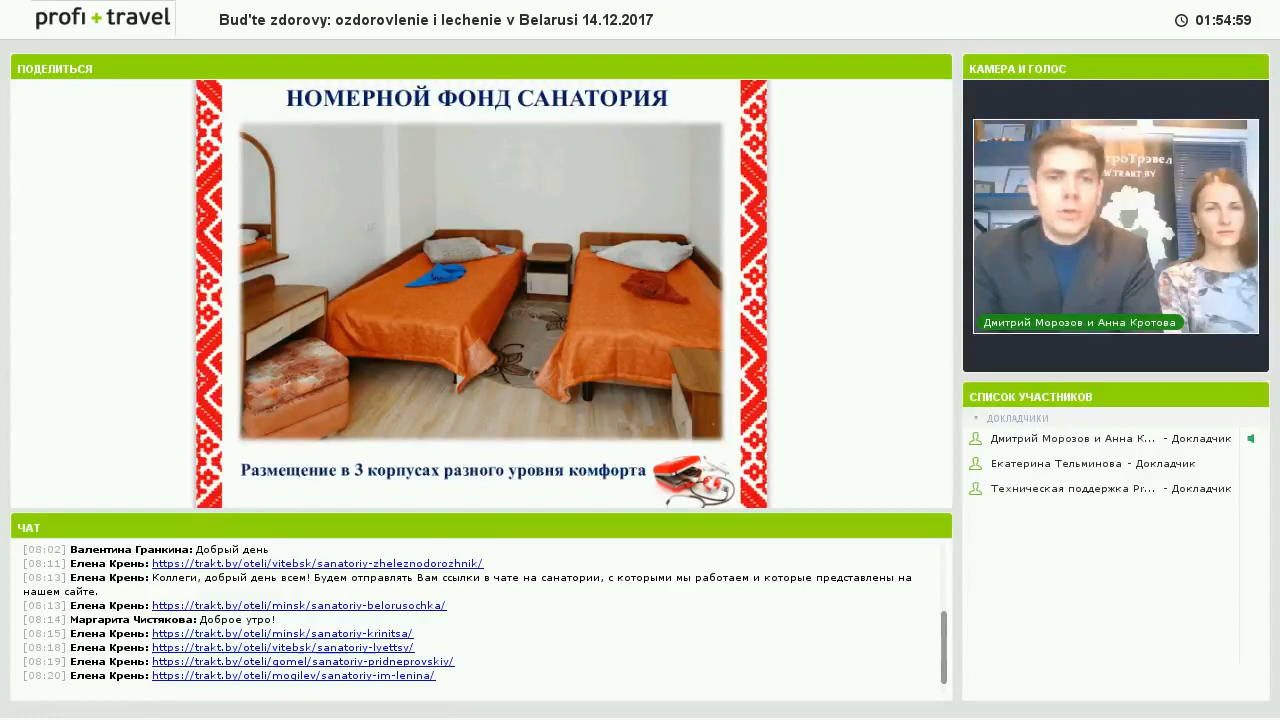 profi + travel
Bud'te zdorovy: ozdorovlenie i lechenie v Belarusi 14.12.2017
01:54:59
ПОДЕЛИТЬСЯ
НОМЕРНОЙ ФОНД САНАТОРИЯ
Размещение в 3 корпусах разного уровня комфорта
КАМЕРА И ГОЛОС
троТрэвел
W.TRAKT.BY
Дмитрий Морозов и Анна Кротова
СПИСОК УЧАСТНИКОВ
ДОКЛАДЧИКИ
Дмитрий Морозов и Анна К... - Докладчик
Екатерина Тельминова - Докладчик
Техническая поддержка Pr... - Докладчик
ЧАТ
[08:02] Валентина Гранкина: Добрый день
[08:11] Елена Крень: https://trakt.by/oteli/vitebsk/sanatoriy-zheleznodorozhnik/
[08:13] Елена Крень: Коллеги, добрый день всем! Будем отправлять Вам ссылки в чате на санатории, с которыми мы работаем и которые представлены на
нашем сайте.
[08:13] Елена Крень: https://trakt.by/oteli/minsk/sanatoriy-belorusochka/
[08:14] Маргарита Чистякова: Доброе утро!
[08:15] Елена Крень: https://trakt.by/oteli/minsk/sanatoriy-krinitsa/
[08:18] Елена Крень: https://trakt.by/oteli/vitebsk/sanatoriy-lyettsy/
[08:19] Елена Крень: https://trakt.by/oteli/gomel/sanatoriy-pridneprovskiy/
[08:20] Елена Крень: https://trakt.by/oteli/mogilev/sanatoriy-im-lenina/